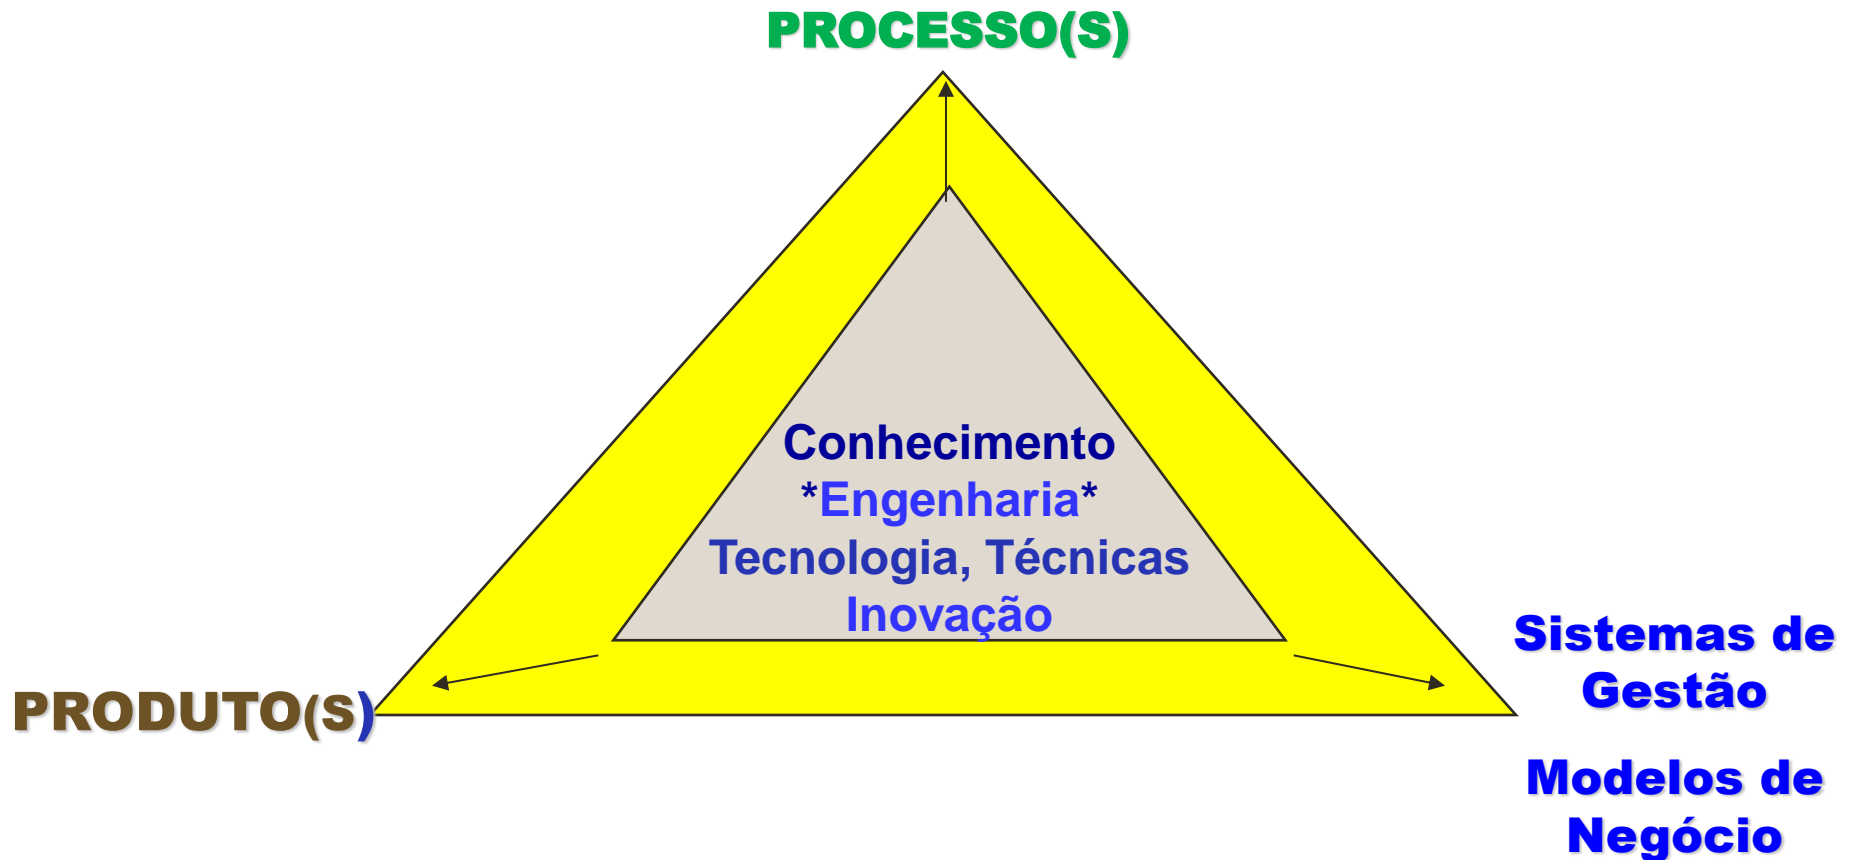 PROCESSO(S)
Conhecimento
*Engenharia*
Tecnologia, Técnicas
Inovação
PRODUTO(S)
Sistemas de
Gestão
Modelos de
Negócio